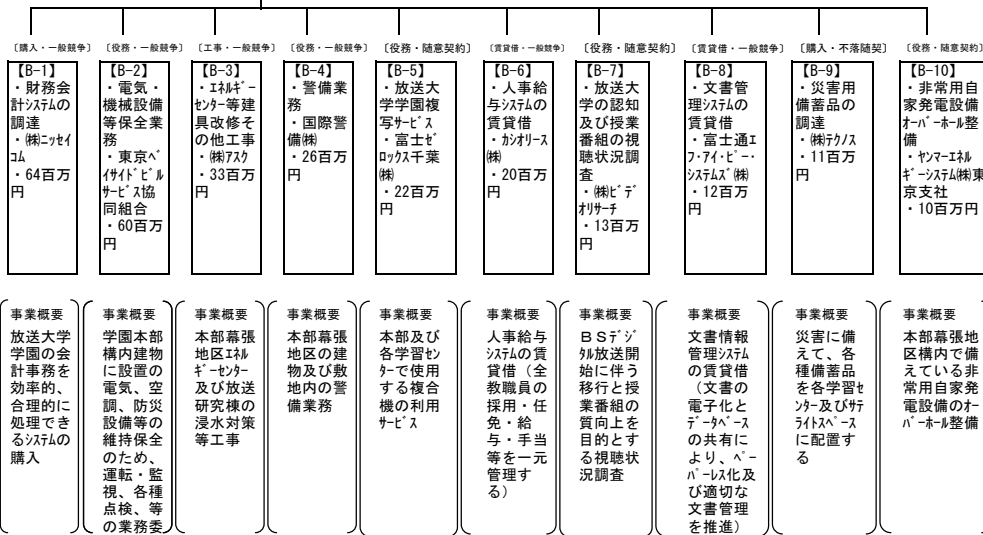 〔購入・一般競争〕
【B-1】
・財務会
計システムの
調達
・㈱ニッセイ
コム
・64百万
円
〔役務・一般競争〕
【B-2】
・電気・
機械設備
等保全業
務
・東京ベ
イサイドビル
サービス協
同組合
・60百万
円
〔工事・一般競争〕
【B-3】
・エネルギー
センター等建
具改修そ
の他工事
・㈱アスク
・33百万
円
〔役務・一般競争〕
【B-4】
・警備業
務
・国際警
備㈱
・26百万
円
〔役務・随意契約〕
【B-5】
・放送大
学学園複
写サービス
・富士ゼ
ロックス千葉
㈱
・22百万
円
〔賃貸借・一般競争〕
【B-6】
・人事給
与システムの
賃貸借
・カシオリース
㈱
・20百万
円
〔役務・随意契約〕
【B-7】
・放送大
学の認知
及び授業
番組の視
聴状況調
査
・㈱ビデ
オリサーチ
・13百万
円
〔賃貸借・一般競争〕
【B-8】
・文書管
理システムの
賃貸借
・富士通エ
フ・アイ・ピー・
システムズ㈱
・12百万
円
〔購入・不落随契〕
【B-9】
・災害用
備蓄品の
調達
・㈱テクノス
・11百万
円
〔役務・随意契約〕
【B-10】
・非常用自
家発電設備
オーバーホール整
備
・ヤンマーエネル
ギーシステム㈱東
京支社
・10百万円
事業概要
放送大学
学園の会
計事務を
効率的、
合理的に
処理でき
るシステムの
購入
事業概要
学園本部
構内建物
に設置の
電気、空
調、防災
設備等の
維持保全
のため、
運転・監
視、各種
点検、等
の業務委
事業概要
本部幕張
地区エネル
ギーセンター
及び放送
研究棟の
浸水対策
等工事
事業概要
本部幕張
地区の建
物及び敷
地内の警
備業務
事業概要
本部及び
各学習セン
ターで使用
する複合
機の利用
サービス
事業概要
人事給与
システムの賃
貸借(全
教職員の
採用・任
免・給
与・手当
等を一元
管理す
る)
事業概要
BSデジ
タル放送開
始に伴う
移行と授
業番組の
質向上を
目的とす
る視聴状
況調査
事業概要
文書情報
管理システム
の賃貸借
(文書の
電子化と
データベース
の共有に
より、ペー
パーレス化及
び適切な
文書管理
を推進)
事業概要
災害に備
えて、各
種備蓄品
を各学習セ
ンター及びサテ
ライトスペース
に配置す
る
事業概要
本部幕張地
区構内で備
えている非
常用自家発
電設備のオー
バーホール整備